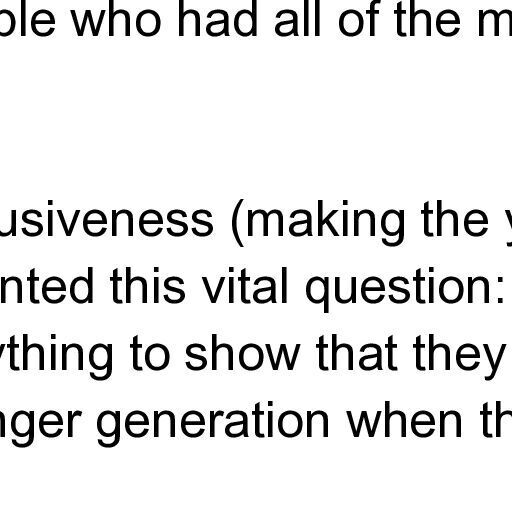 ple who had all of the m
usiveness (making the y
nted this vital question:
ything to show that they
nger generation when th